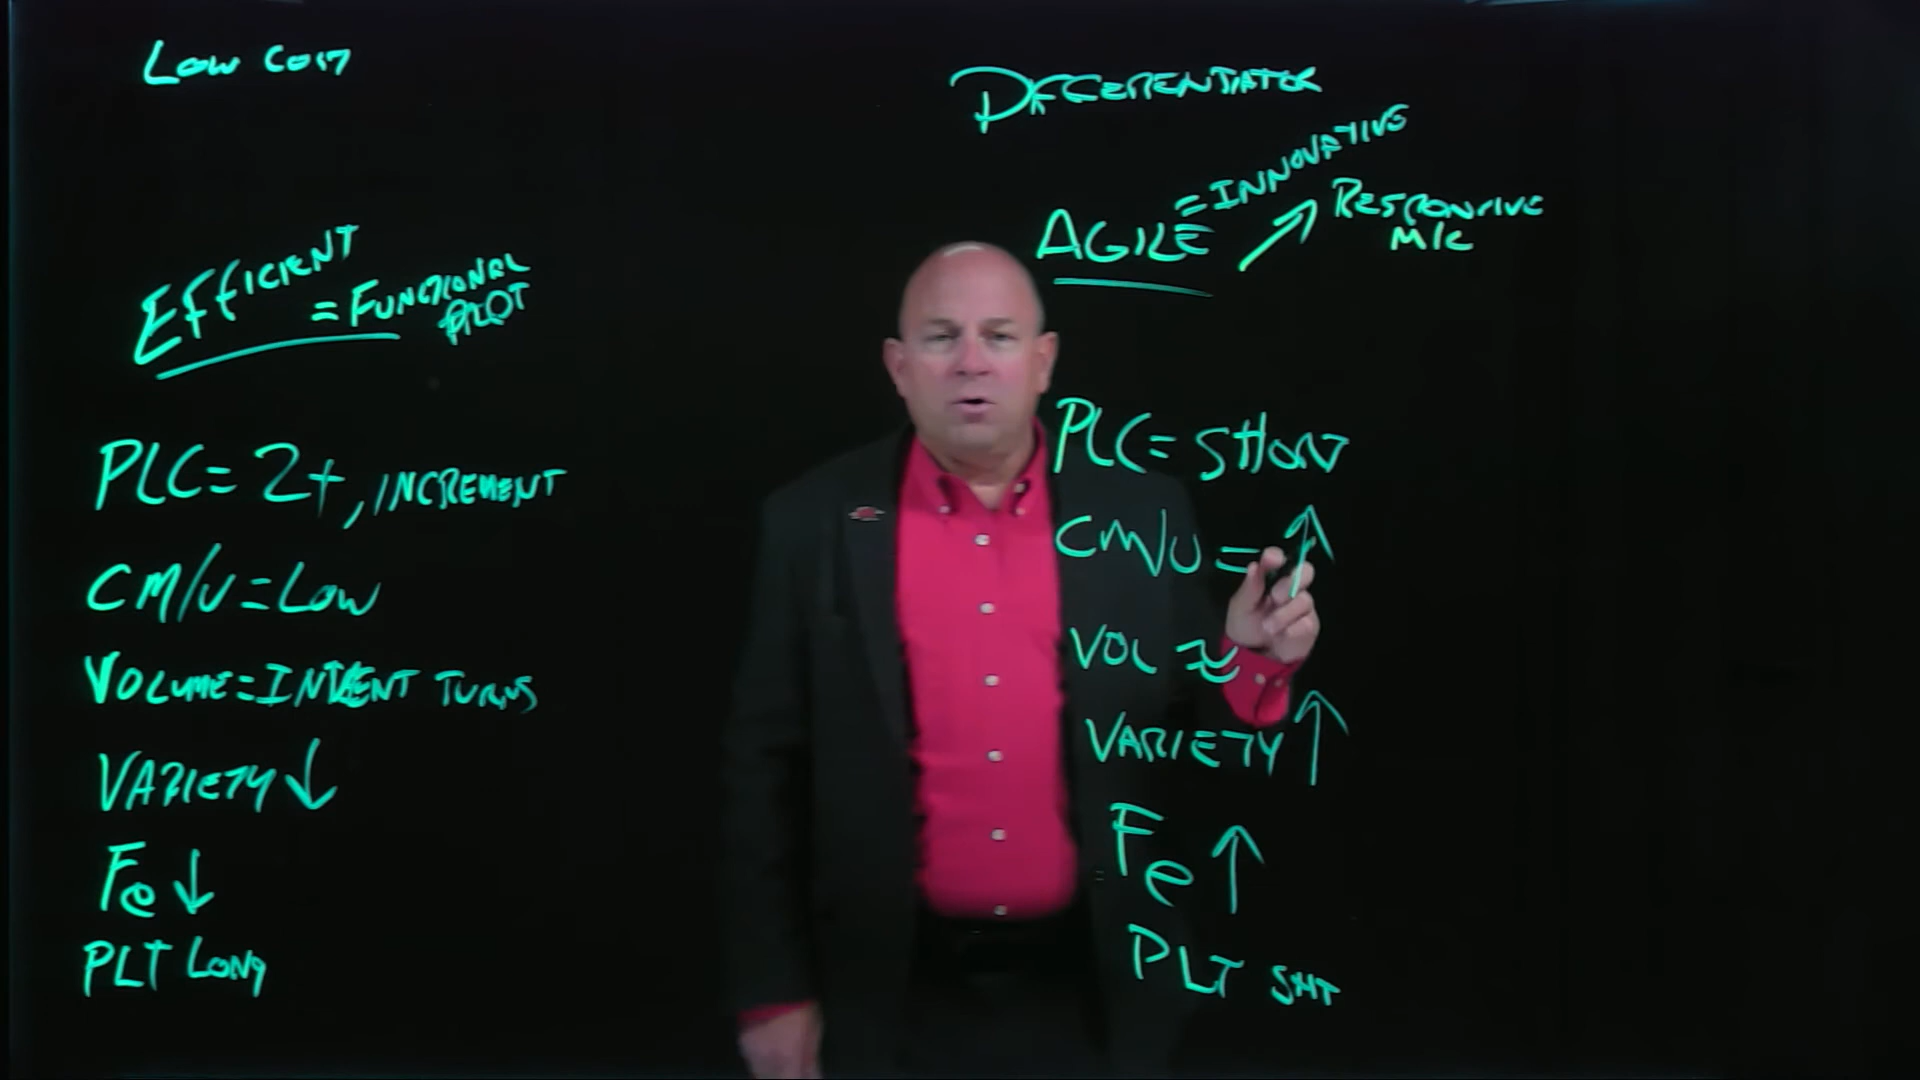 LOW COST
EFFICIENT
= FUNCTIONAL
PROT
PLC = 2+, INCREMENT
CM/U = LOW
VOLUME = INVENT TURNS
VARIETY ↓
Fe ↓
PLT LONG
DIFFERENTIATOR
= INNOVATIVE
AGILE ↗ RESPONSIVE
M/C
PLC = SHORT
CM/U = ↑
VOL ≈
VARIETY ↑
Fe ↑
PLT SHT